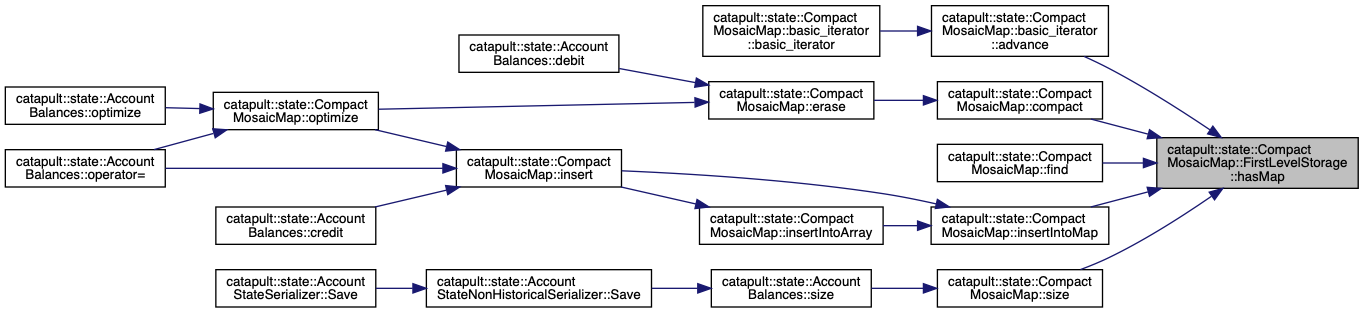 catapult::state::Compact
MosaicMap::basic_iterator
::basic_iterator
catapult::state::Compact
MosaicMap::basic_iterator
::advance
catapult::state::Account
Balances::debit
catapult::state::Account
Balances::optimize
catapult::state::Compact
MosaicMap::optimize
catapult::state::Compact
MosaicMap::erase
catapult::state::Compact
MosaicMap::compact
catapult::state::Account
Balances::operator=
catapult::state::Compact
MosaicMap::insert
catapult::state::Compact
MosaicMap::find
catapult::state::Compact
MosaicMap::FirstLevelStorage
::hasMap
catapult::state::Account
Balances::credit
catapult::state::Compact
MosaicMap::insertIntoArray
catapult::state::Compact
MosaicMap::insertIntoMap
catapult::state::Account
StateSerializer::Save
catapult::state::Account
StateNonHistoricalSerializer::Save
catapult::state::Account
Balances::size
catapult::state::Compact
MosaicMap::size